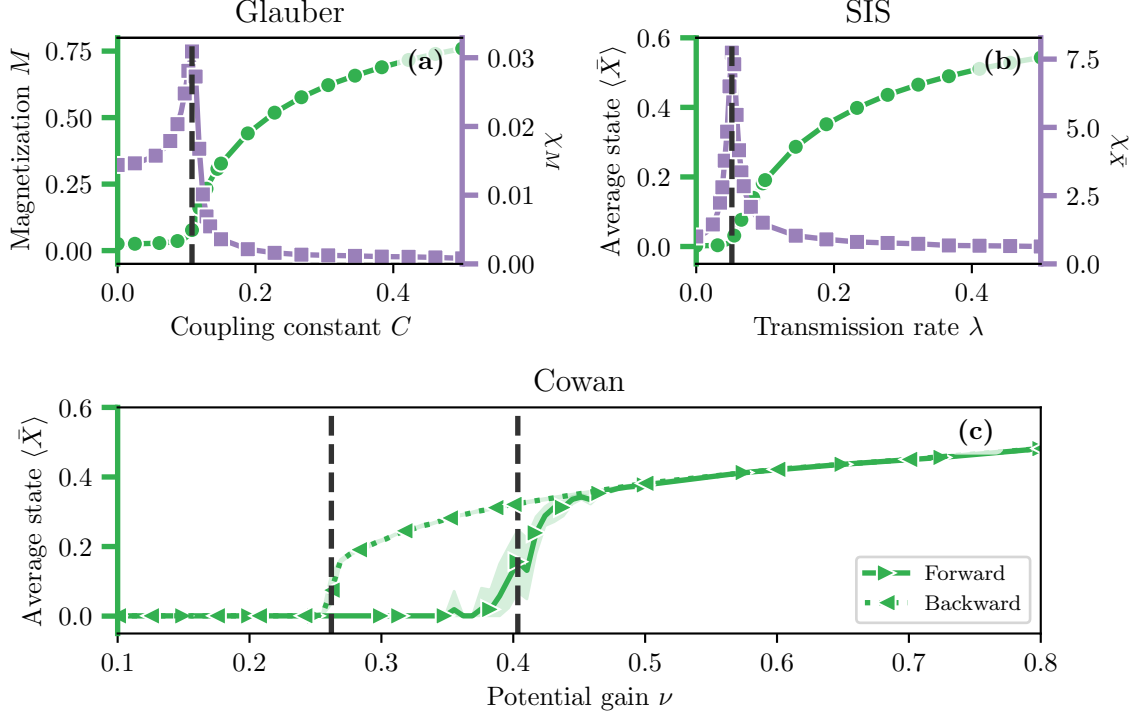 Glauber
SIS
0.75
0.50
0.25
0.00
Magnetization M
(a)
0.03
0.02
0.01
0.00
χ_M
0.0
0.2
0.4
Coupling constant C
0.6
0.4
0.2
0.0
Average state ⟨X̄⟩
(b)
7.5
5.0
2.5
0.0
χ_X̄
0.0
0.2
0.4
Transmission rate λ
Cowan
0.6
0.4
0.2
0.0
Average state ⟨X̄⟩
(c)
Forward
Backward
0.1
0.2
0.3
0.4
0.5
0.6
0.7
0.8
Potential gain ν